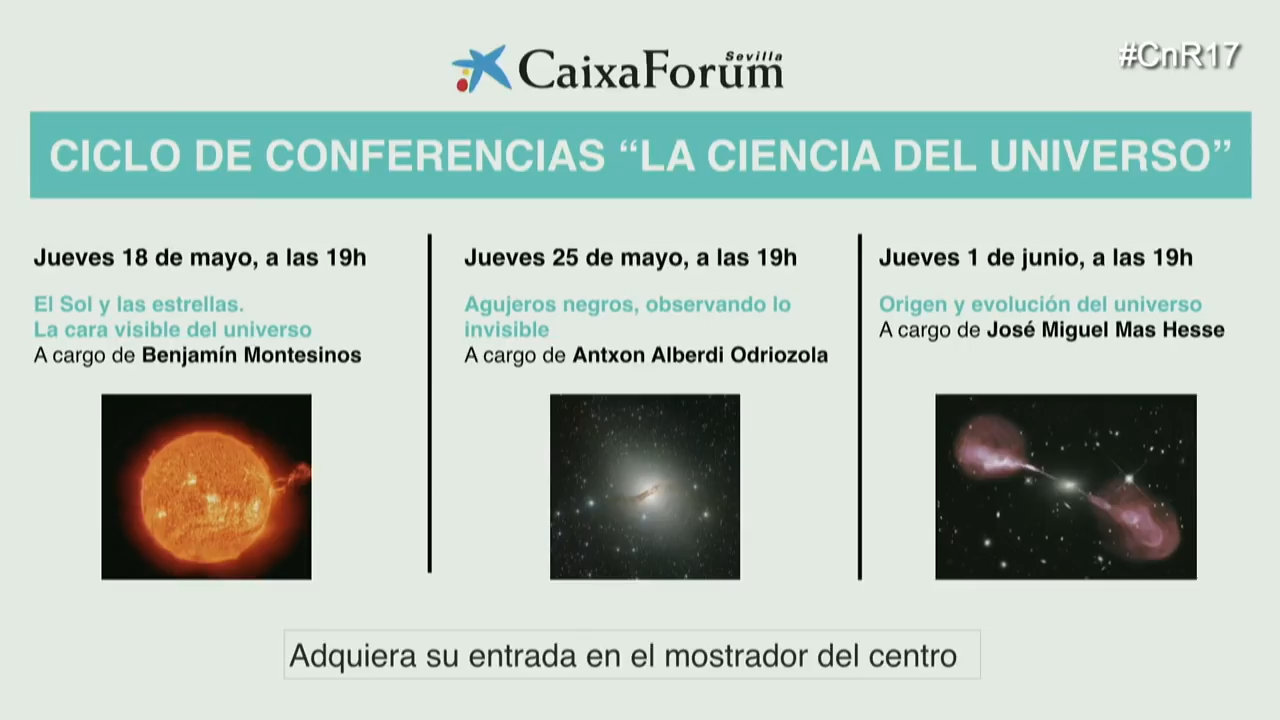 Sevilla
CaixaForum
#CnR17
CICLO DE CONFERENCIAS “LA CIENCIA DEL UNIVERSO”
Jueves 18 de mayo, a las 19h
El Sol y las estrellas.
La cara visible del universo
A cargo de Benjamín Montesinos
Jueves 25 de mayo, a las 19h
Agujeros negros, observando lo
invisible
A cargo de Antxon Alberdi Odriozola
Jueves 1 de junio, a las 19h
Origen y evolución del universo
A cargo de José Miguel Mas Hesse
Adquiera su entrada en el mostrador del centro